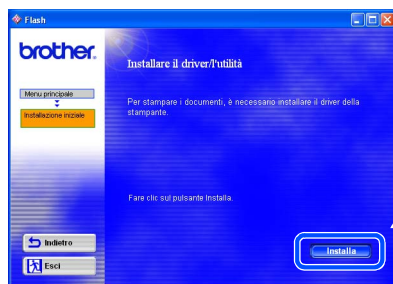 Flash
brother.
Installare il driver/l'utilità
Menu principale
Installazione iniziale
Per stampare i documenti, è necessario installare il driver della
stampante.
Fare clic sul pulsante Installa.
Indietro
Esci
Installa